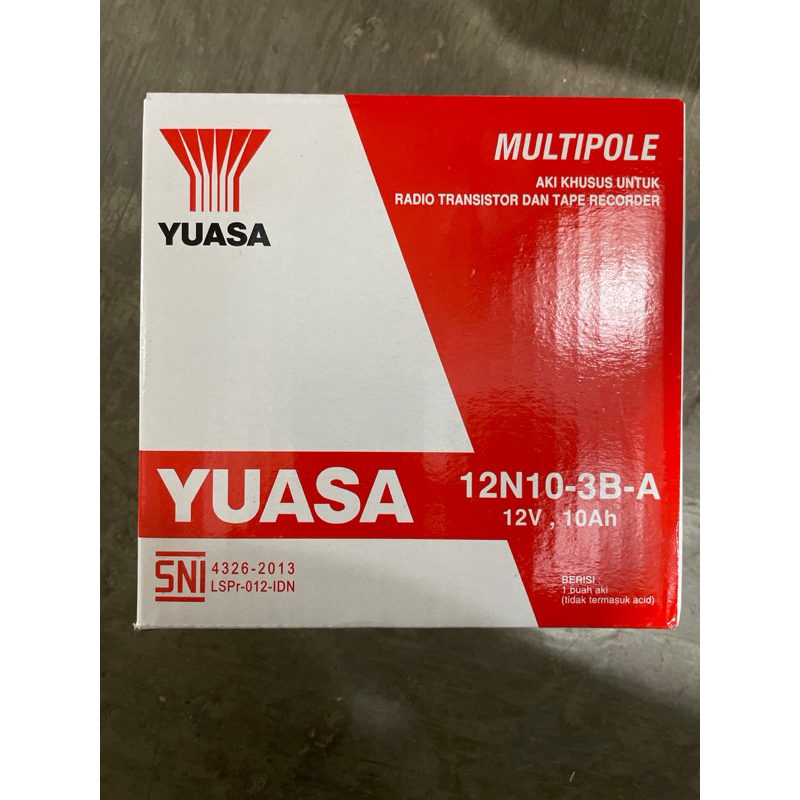 YUASA
MULTIPOLE
AKI KHUSUS UNTUK
RADIO TRANSISTOR DAN TAPE RECORDER
YUASA
12N10-3B-A
12V , 10Ah
SNI
4326-2013
LSPr-012-IDN
BERISI :
1 buah aki
(tidak termasuk acid)